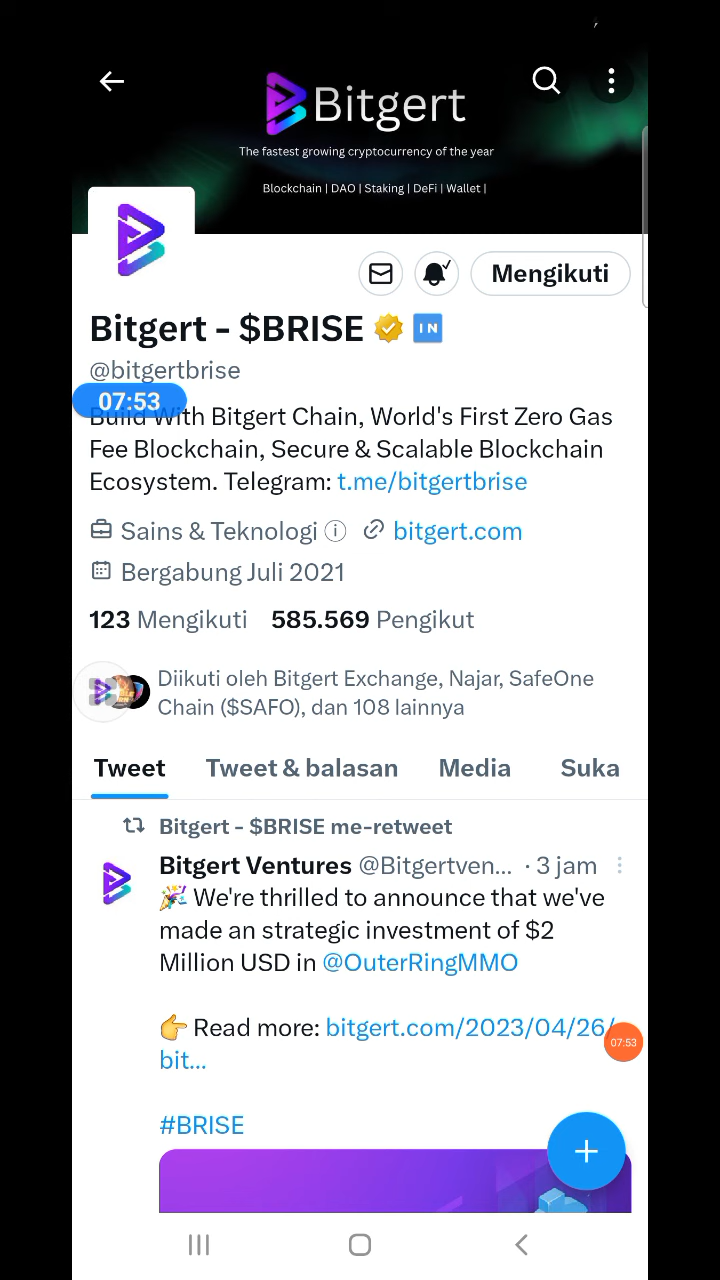 Bitgert
The fastest growing cryptocurrency of the year
Blockchain | DAO | Staking | DeFi | Wallet |
Mengikuti
Bitgert - $BRISE IN
@bitgertbrise
07:53
Build With Bitgert Chain, World's First Zero Gas
Fee Blockchain, Secure & Scalable Blockchain
Ecosystem. Telegram: t.me/bitgertbrise
Sains & Teknologi bitgert.com
Bergabung Juli 2021
123 Mengikuti 585.569 Pengikut
Diikuti oleh Bitgert Exchange, Najar, SafeOne
Chain ($SAFO), dan 108 lainnya
Tweet Tweet & balasan Media Suka
Bitgert - $BRISE me-retweet
Bitgert Ventures @Bitgertven... · 3 jam
🎉 We're thrilled to announce that we've
made an strategic investment of $2
Million USD in @OuterRingMMO
👉 Read more: bitgert.com/2023/04/26/
bit...
07:53
#BRISE